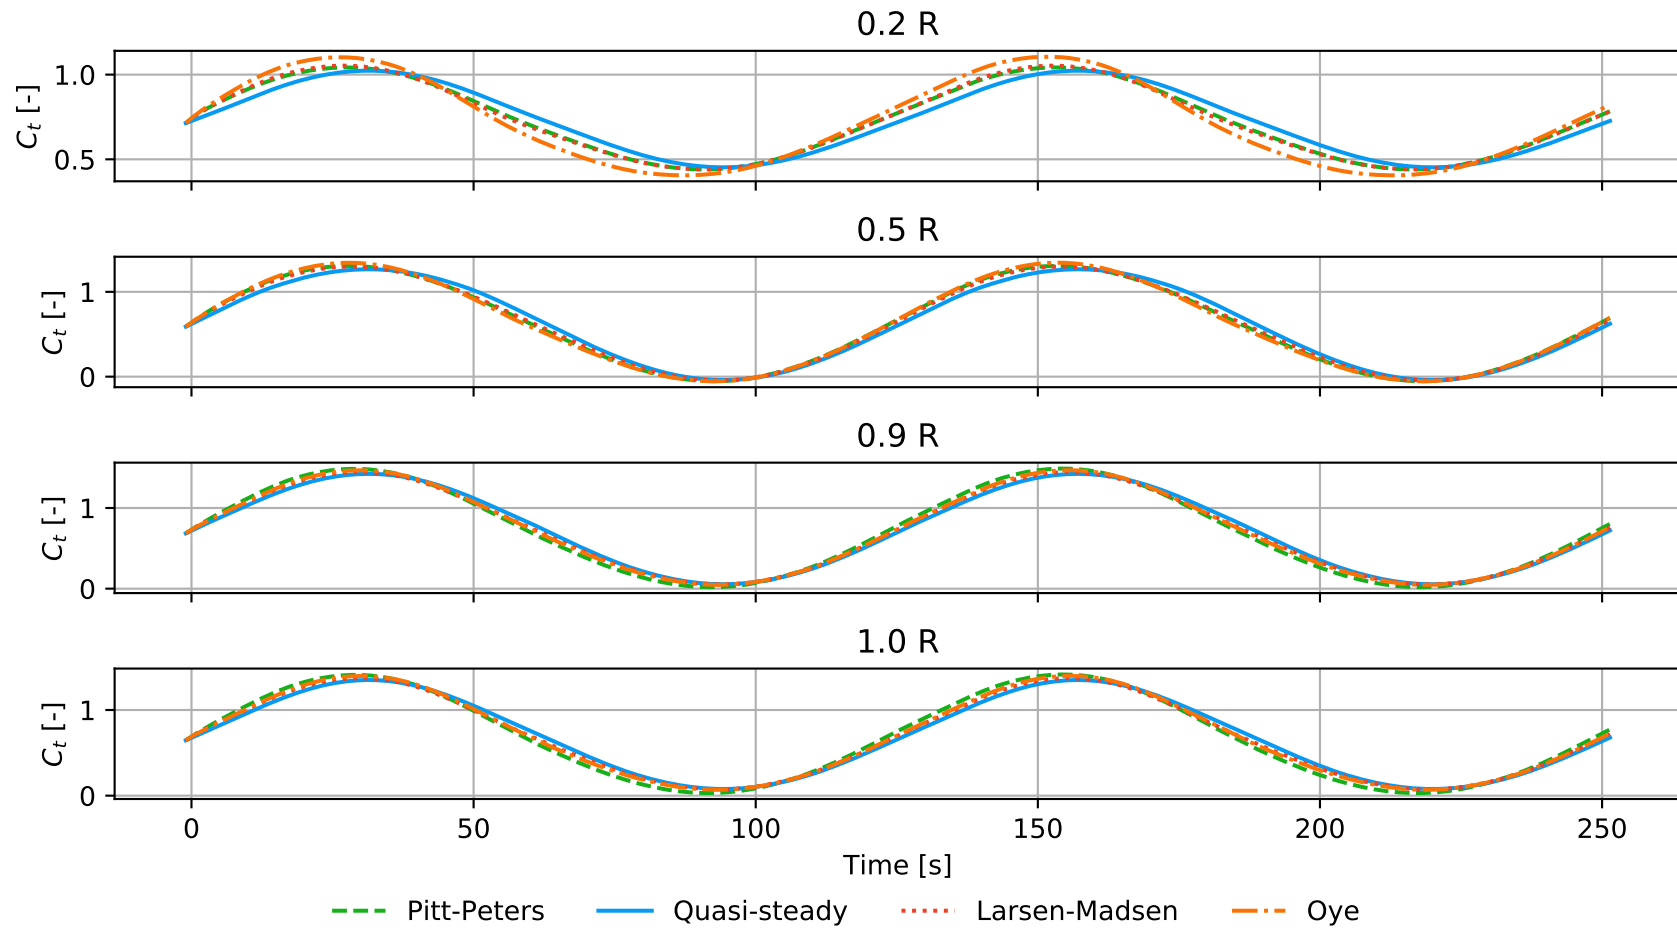 0.2 R
1.0
0.5
C_t [-]
0.5 R
1
0
C_t [-]
0.9 R
1
0
C_t [-]
1.0 R
1
0
C_t [-]
0 50 100 150 200 250
Time [s]
Pitt-Peters Quasi-steady Larsen-Madsen Oye